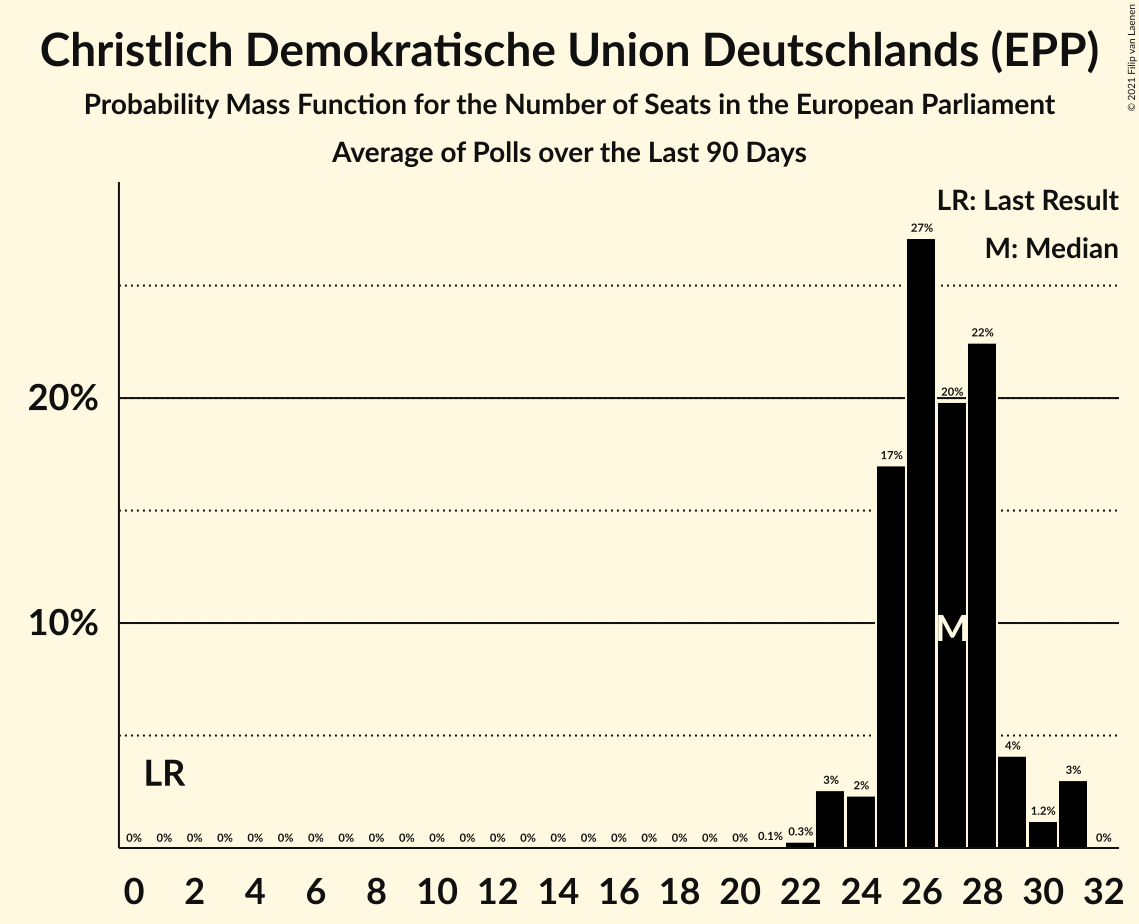 Christlich Demokratische Union Deutschlands (EPP)
Probability Mass Function for the Number of Seats in the European Parliament
Average of Polls over the Last 90 Days
© 2021 Filip van Laenen
LR: Last Result
M: Median
27%
22%
20%
20%
17%
10%
M
LR
4%
3%
3%
2%
1.2%
0% 0% 0% 0% 0% 0% 0% 0% 0% 0% 0% 0% 0% 0% 0% 0% 0% 0% 0% 0% 0% 0.1% 0.3% 0%
0 2 4 6 8 10 12 14 16 18 20 22 24 26 28 30 32